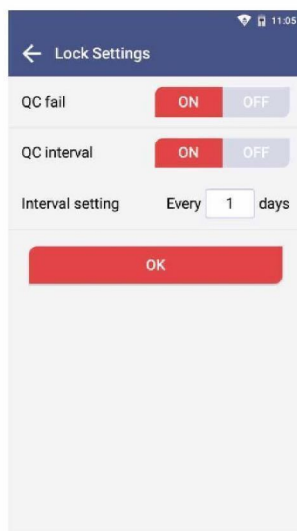 11:05
Lock Settings
QC fail ON OFF
QC interval ON OFF
Interval setting Every 1 days
OK